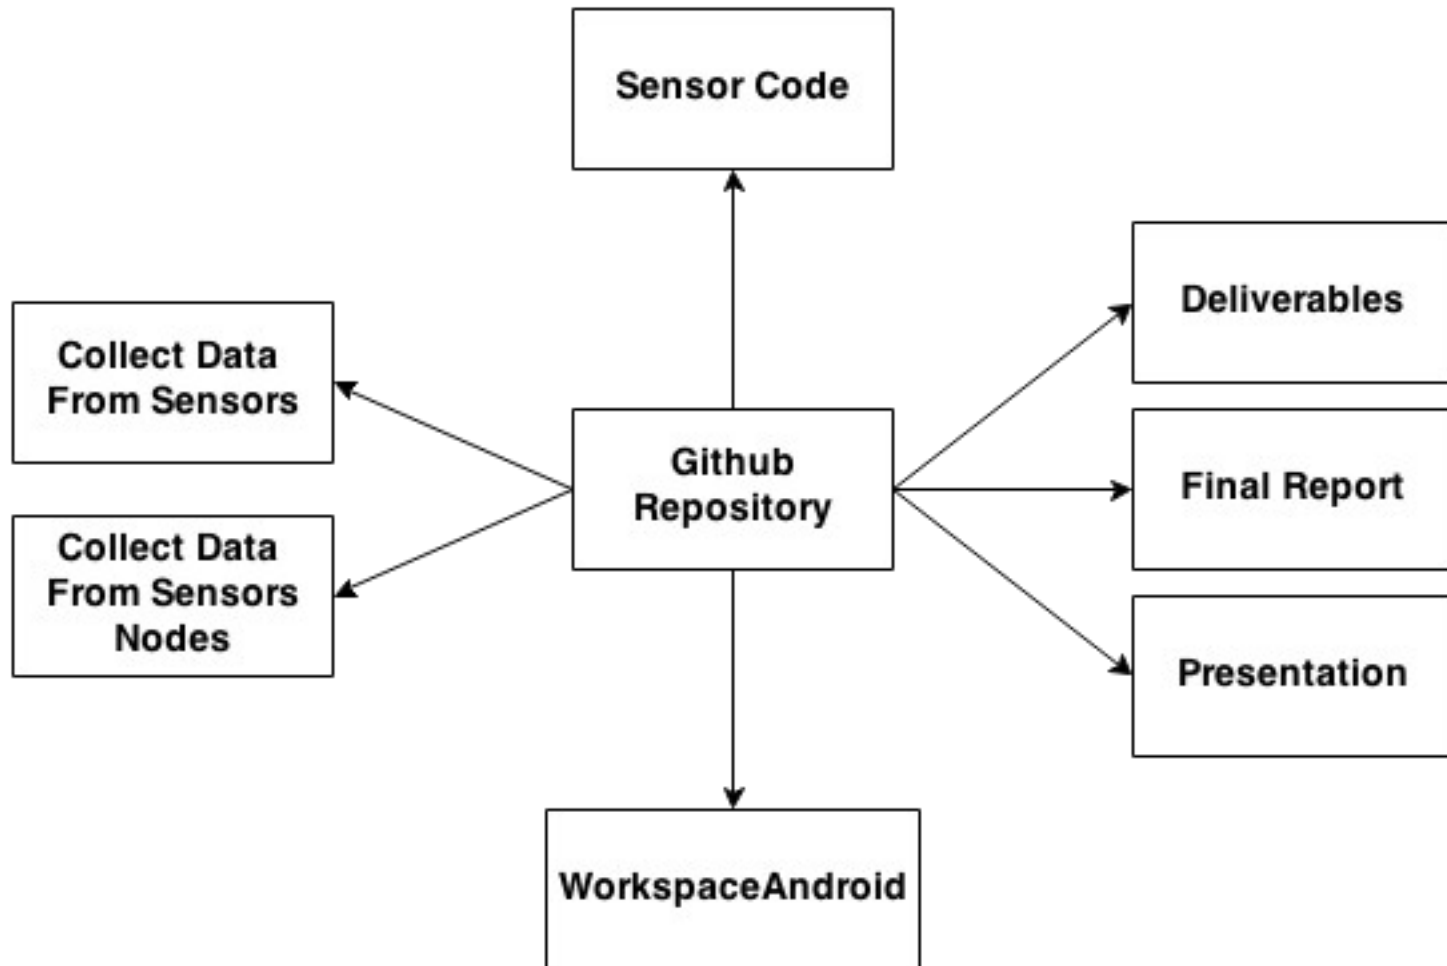 Sensor Code
Deliverables
Collect Data
From Sensors
Github
Repository
Final Report
Collect Data
From Sensors
Nodes
Presentation
WorkspaceAndroid